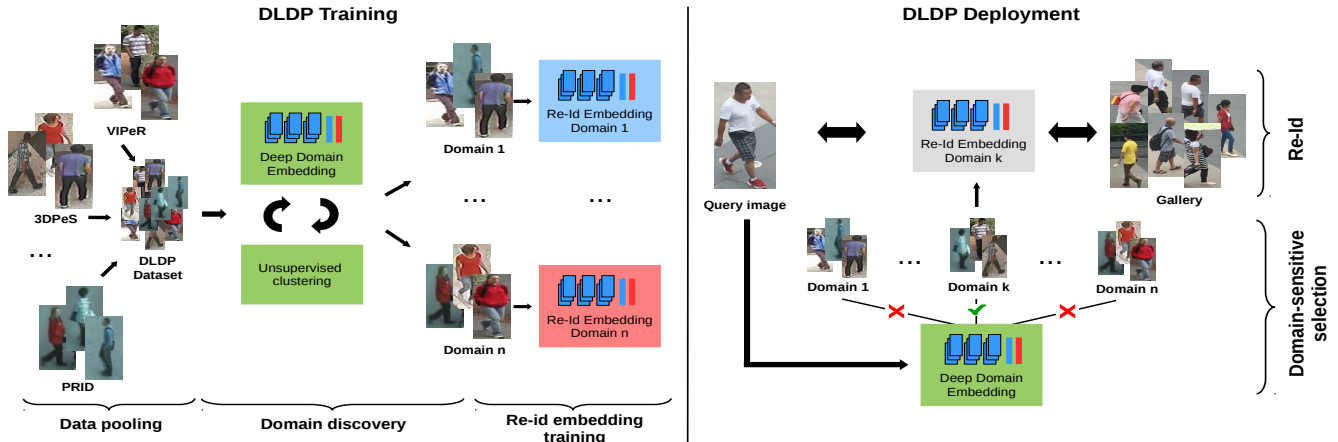 DLDP Training
VIPeR
3DPeS
...
PRID
DLDP
Dataset
Deep Domain
Embedding
Unsupervised
clustering
Domain 1
...
Domain n
Re-Id Embedding
Domain 1
...
Re-Id Embedding
Domain n
Data pooling
Domain discovery
Re-id embedding
training
DLDP Deployment
Query image
Re-Id Embedding
Domain k
Gallery
Re-Id
Domain 1
...
Domain k
...
Domain n
Deep Domain
Embedding
Domain-sensitive
selection